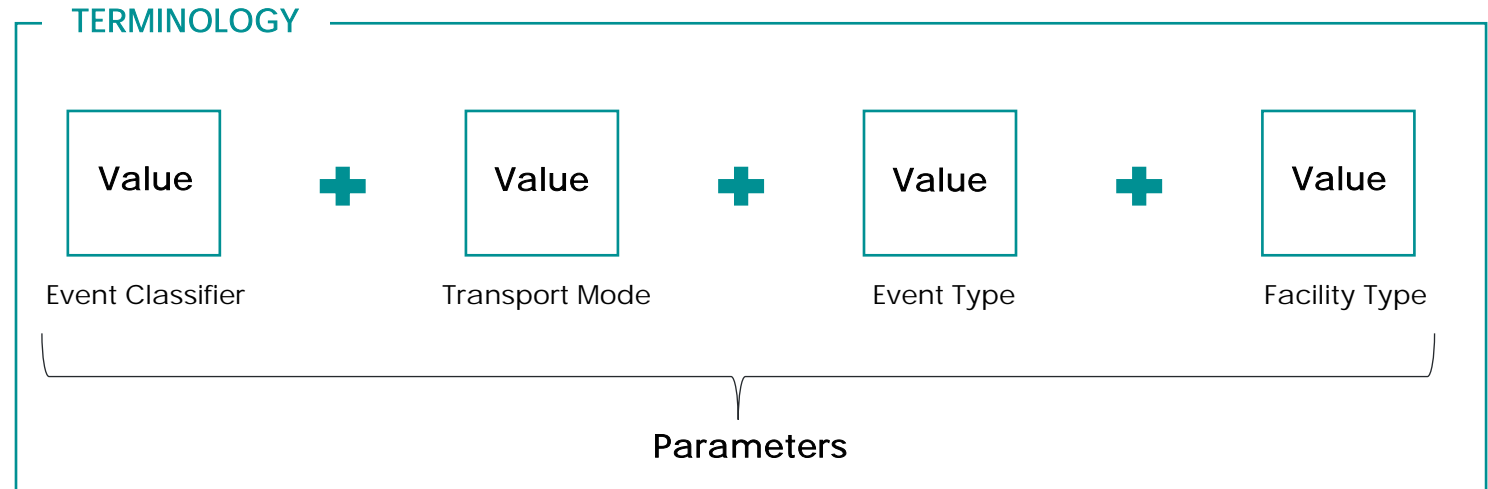 TERMINOLOGY
Value Value Value Value
Event Classifier Transport Mode Event Type Facility Type
Parameters